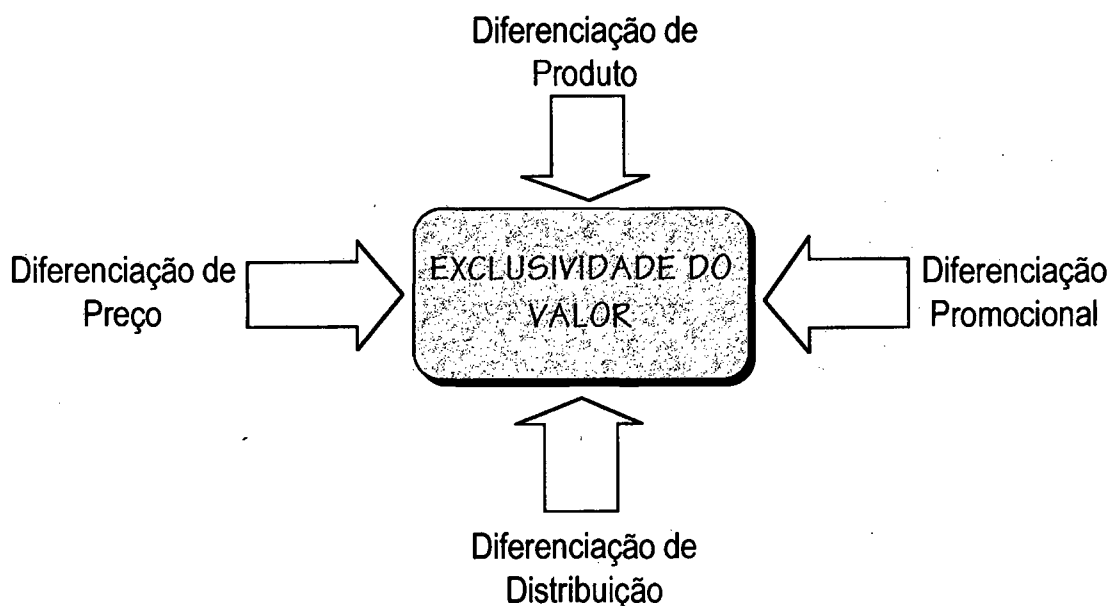 Diferenciação de
Produto
Diferenciação de
Preço
EXCLUSIVIDADE DO
VALOR
Diferenciação
Promocional
Diferenciação de
Distribuição